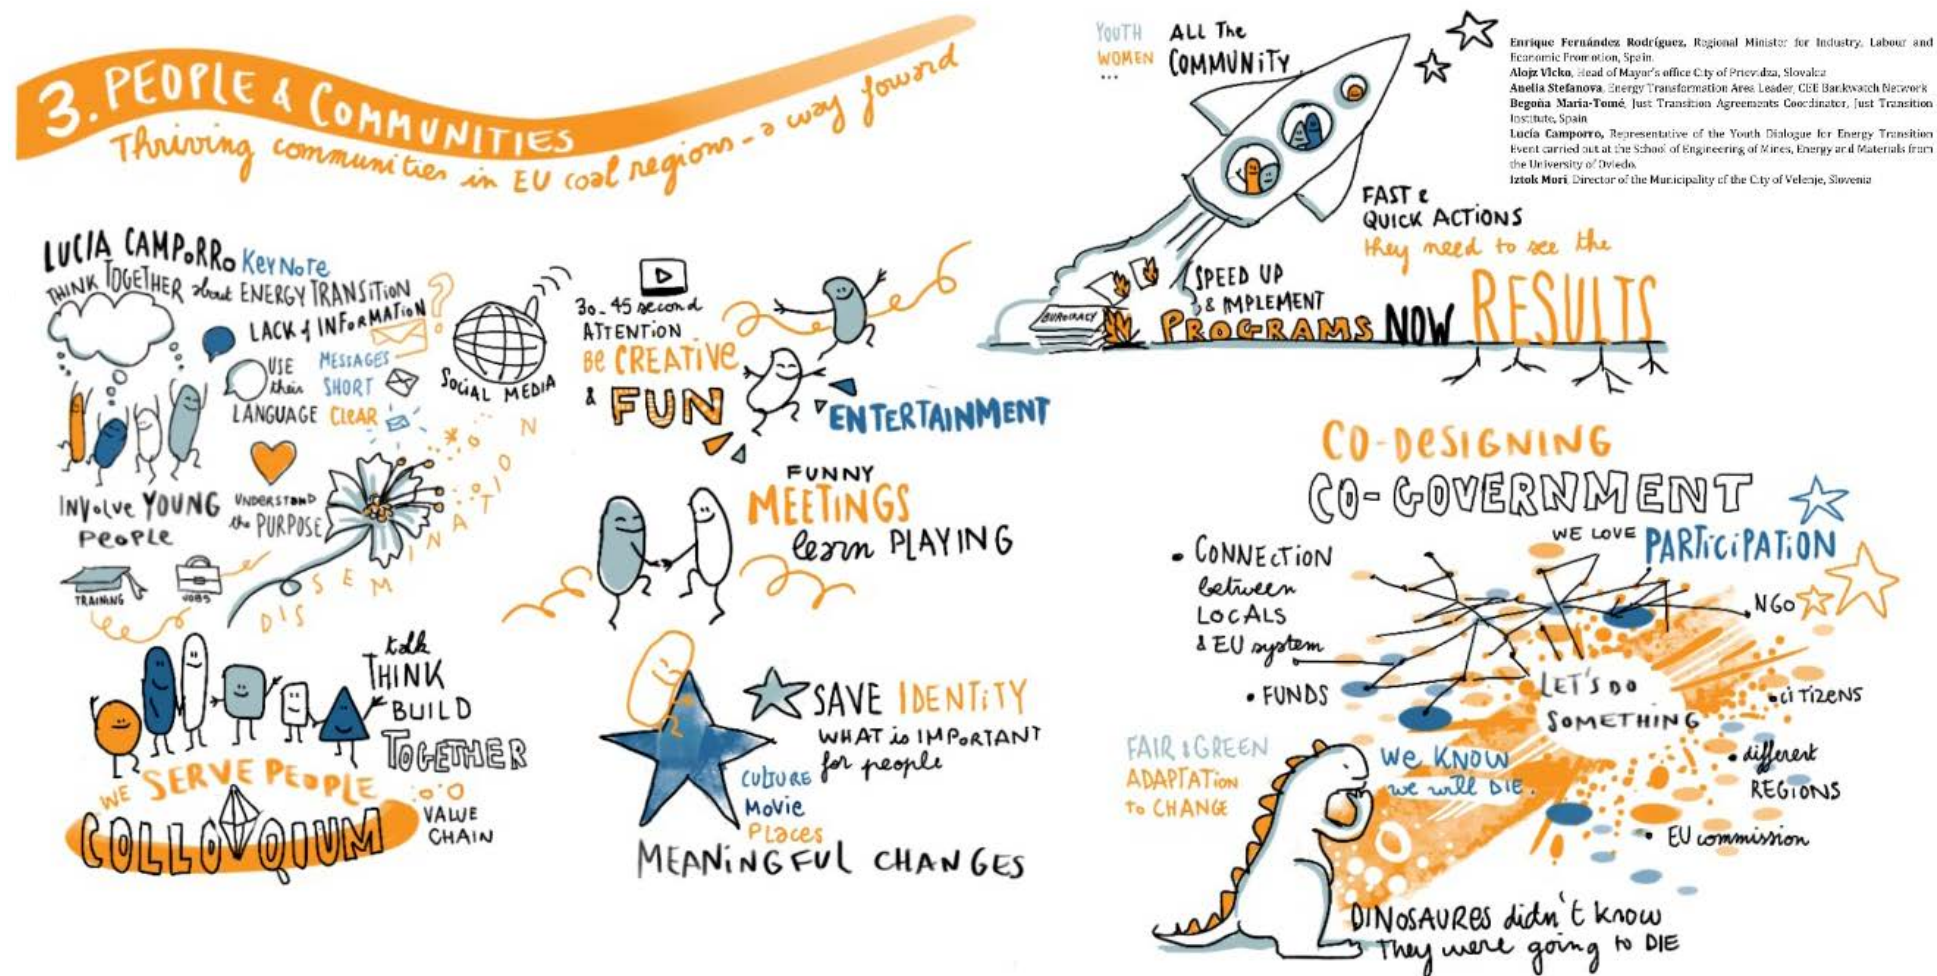 3. PEOPLE & COMMUNITIES
Thriving communities in EU coal regions - a way foward
LUCIA CAMPORRO KeyNote
THINK TOGETHER about ENERGY TRANSITION
LACK of INFORMATION
?
USE
their
LANGUAGE
MESSAGES
SHORT
CLEAR
SOCIAL MEDIA
INVOLVE YOUNG
PEOPLE
UNDERSTAND
the PURPOSE
TRAINING
JOBS
DISSEMINATION
30-45 second
ATTENTION
BE CREATIVE
& FUN
ENTERTAINMENT
FUNNY
MEETINGS
learn PLAYING
talk
THINK
BUILD
TOGETHER
WE SERVE PEOPLE
COLLOQIUM
VALUE
CHAIN
SAVE IDENTITY
WHAT is IMPORTANT
for people
CULTURE
Movie
Places
MEANINGFUL CHANGES
YOUTH
WOMEN
...
ALL The
COMMUNITY
Enrique Fernández Rodríguez, Regional Minister for Industry, Labour and
Economic Promotion, Spain.
Alojz Vlcko, Head of Mayor's office City of Prievidza, Slovakia
Anelia Stefanova, Energy Transformation Area Leader, CEE Bankwatch Network
Begoña María-Tomé, Just Transition Agreements Coordinator, Just Transition
Institute, Spain
Lucía Camporro, Representative of the Youth Dialogue for Energy Transition
Event carried out at the School of Engineering of Mines, Energy and Materials from
the University of Oviedo.
Iztok Mori, Director of the Municipality of the City of Velenje, Slovenia
FAST &
QUICK ACTIONS
they need to see the
RESULTS
SPEED UP
& IMPLEMENT
PROGRAMS NOW
BUROCRACY
CO-DESIGNING
CO-GOVERNMENT
WE LOVE PARTICIPATION
• CONNECTION
between
LOCALS
& EU system
• FUNDS
• NGO
LET'S DO
SOMETHING
• CITIZENS
• different
REGIONS
• EU commission
FAIR & GREEN
ADAPTATION
to CHANGE
We KNOW
we will DIE.
DINOSAURES didn't know
They were going to DIE